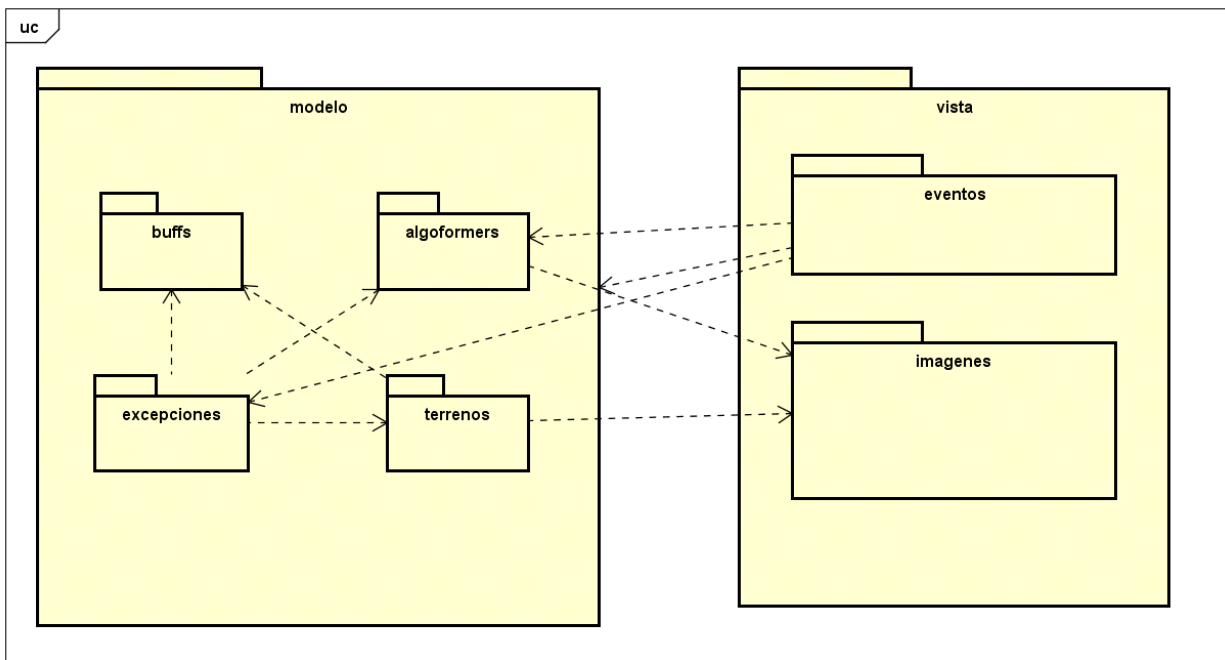 uc
modelo
vista
buffs
algoformers
eventos
excepciones
terrenos
imagenes